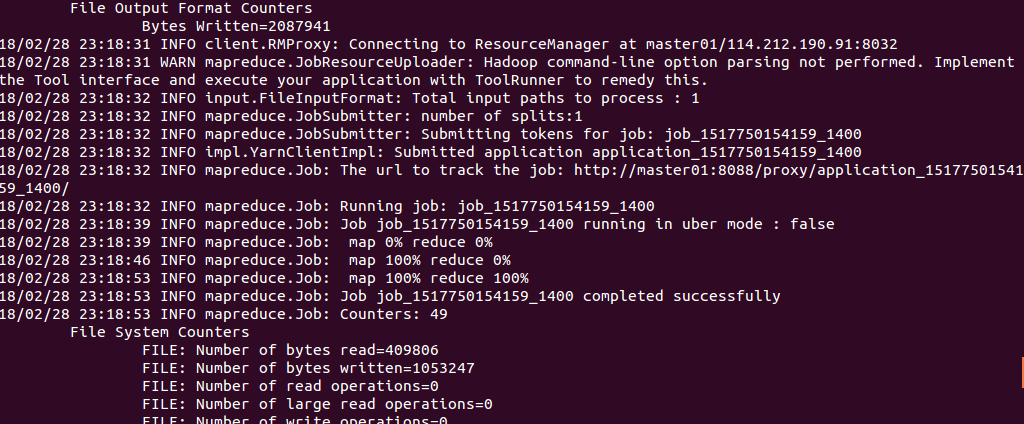 File Output Format Counters
Bytes Written=2087941
18/02/28 23:18:31 INFO client.RMProxy: Connecting to ResourceManager at master01/114.212.190.91:8032
18/02/28 23:18:31 WARN mapreduce.JobResourceUploader: Hadoop command-line option parsing not performed. Implement
the Tool interface and execute your application with ToolRunner to remedy this.
18/02/28 23:18:32 INFO input.FileInputFormat: Total input paths to process : 1
18/02/28 23:18:32 INFO mapreduce.JobSubmitter: number of splits:1
18/02/28 23:18:32 INFO mapreduce.JobSubmitter: Submitting tokens for job: job_1517750154159_1400
18/02/28 23:18:32 INFO impl.YarnClientImpl: Submitted application application_1517750154159_1400
18/02/28 23:18:32 INFO mapreduce.Job: The url to track the job: http://master01:8088/proxy/application_15177501541
59_1400/
18/02/28 23:18:32 INFO mapreduce.Job: Running job: job_1517750154159_1400
18/02/28 23:18:39 INFO mapreduce.Job: Job job_1517750154159_1400 running in uber mode : false
18/02/28 23:18:39 INFO mapreduce.Job:  map 0% reduce 0%
18/02/28 23:18:46 INFO mapreduce.Job:  map 100% reduce 0%
18/02/28 23:18:53 INFO mapreduce.Job:  map 100% reduce 100%
18/02/28 23:18:53 INFO mapreduce.Job: Job job_1517750154159_1400 completed successfully
18/02/28 23:18:53 INFO mapreduce.Job: Counters: 49
File System Counters
FILE: Number of bytes read=409806
FILE: Number of bytes written=1053247
FILE: Number of read operations=0
FILE: Number of large read operations=0
FILE: Number of write operations=0